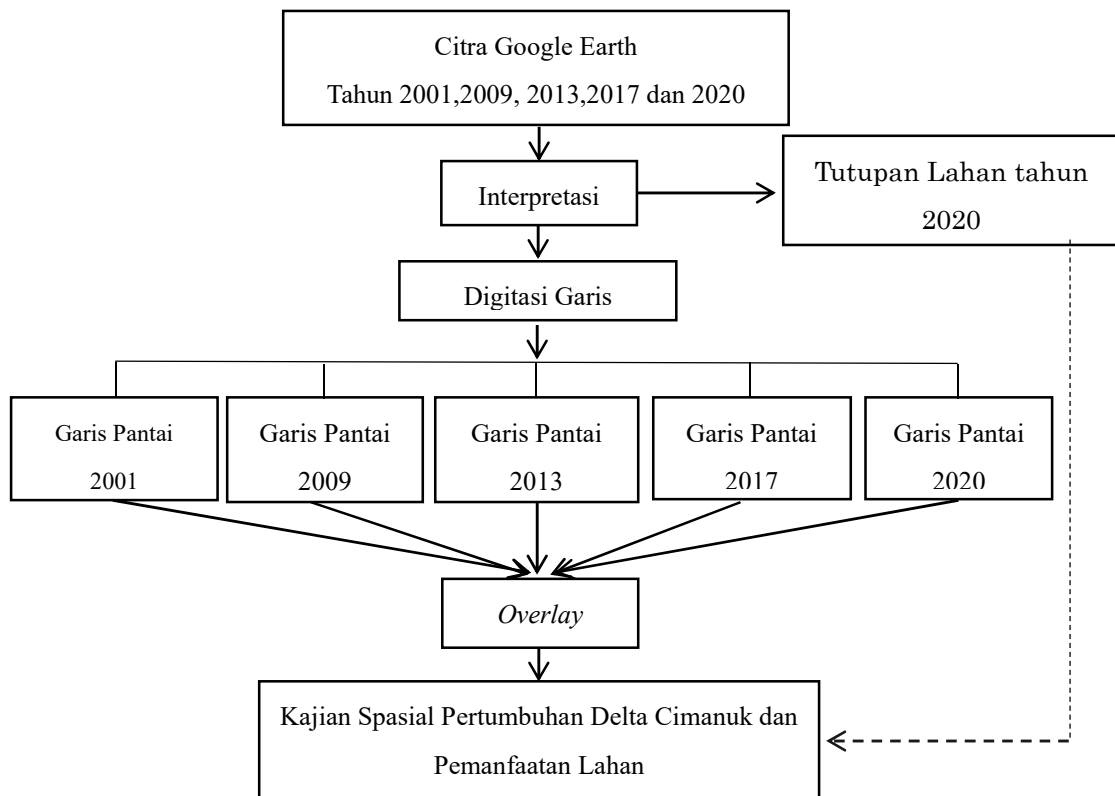 Citra Google Earth
Tahun 2001,2009, 2013,2017 dan 2020
Interpretasi
Tutupan Lahan tahun
2020
Digitasi Garis
Garis Pantai
2001
Garis Pantai
2009
Garis Pantai
2013
Garis Pantai
2017
Garis Pantai
2020
Overlay
Kajian Spasial Pertumbuhan Delta Cimanuk dan
Pemanfaatan Lahan